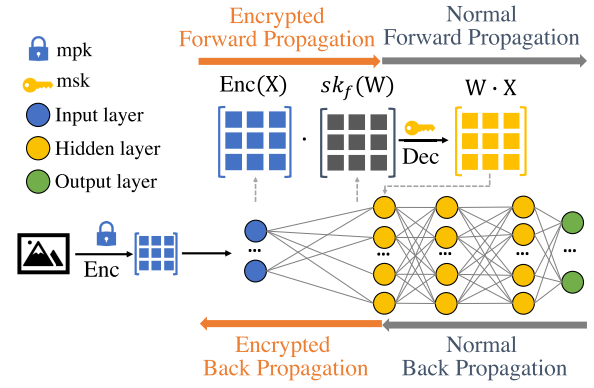 Encrypted
Forward Propagation
Normal
Forward Propagation
mpk
msk
Input layer
Hidden layer
Output layer
Enc(X)
sk_f(W)
W · X
·
Dec
Enc
...
...
...
...
...
Encrypted
Back Propagation
Normal
Back Propagation